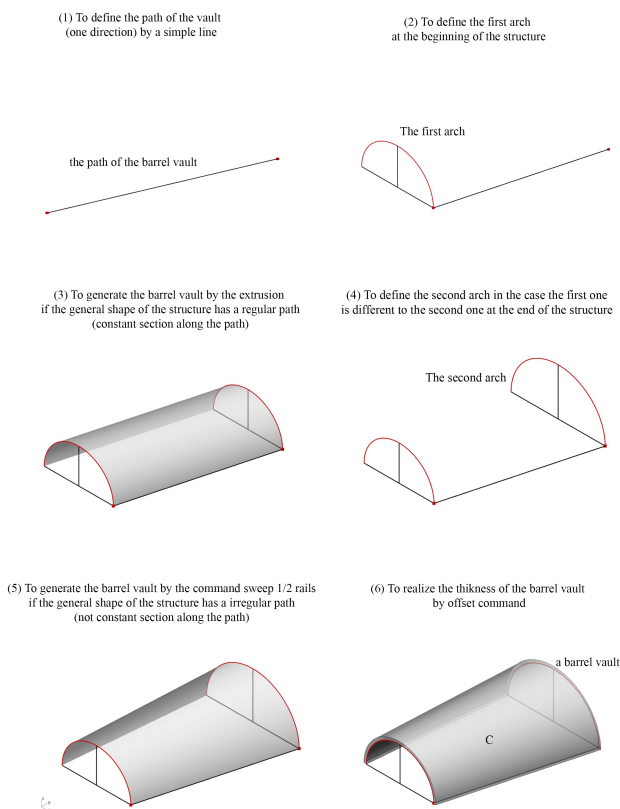 (1) To define the path of the vault
(one direction) by a simple line
(2) To define the first arch
at the beginning of the structure
the path of the barrel vault
The first arch
(3) To generate the barrel vault by the extrusion
if the general shape of the structure has a regular path
(constant section along the path)
(4) To define the second arch in the case the first one
is different to the second one at the end of the structure
The second arch
(5) To generate the barrel vault by the command sweep 1/2 rails
if the general shape of the structure has a irregular path
(not constant section along the path)
(6) To realize the thikness of the barrel vault
by offset command
a barrel vault
C